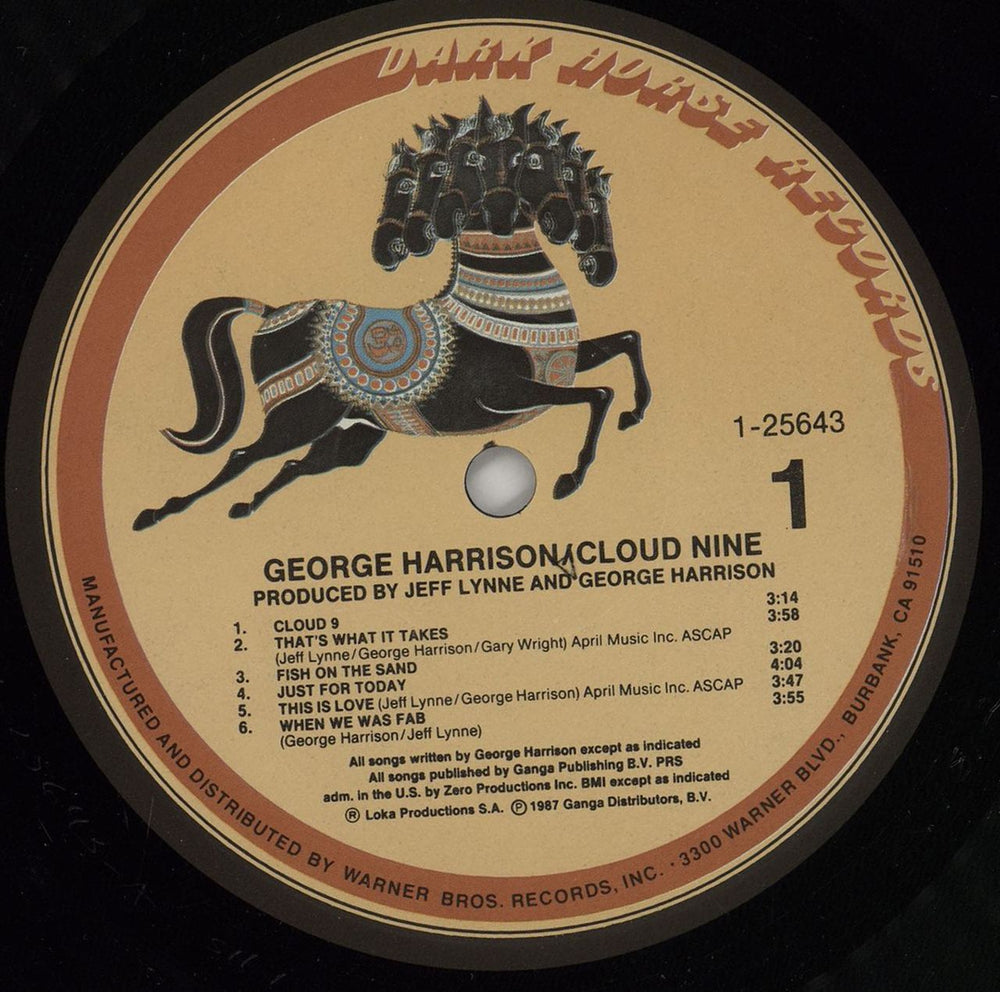 DARK HORSE RECORDS
1-25643
1
GEORGE HARRISON/CLOUD NINE
PRODUCED BY JEFF LYNNE AND GEORGE HARRISON
1. CLOUD 9 3:14
2. THAT'S WHAT IT TAKES 3:58
(Jeff Lynne/George Harrison/Gary Wright) April Music Inc. ASCAP
3. FISH ON THE SAND 3:20
4. JUST FOR TODAY 4:04
5. THIS IS LOVE (Jeff Lynne/George Harrison) April Music Inc. ASCAP 3:47
6. WHEN WE WAS FAB 3:55
(George Harrison/Jeff Lynne)
All songs written by George Harrison except as indicated
All songs published by Ganga Publishing B.V. PRS
adm. in the U.S. by Zero Productions Inc. BMI except as indicated
Ⓡ Loka Productions S.A. Ⓟ 1987 Ganga Distributors, B.V.
MANUFACTURED AND DISTRIBUTED BY WARNER BROS. RECORDS, INC. · 3300 WARNER BLVD., BURBANK, CA 91510